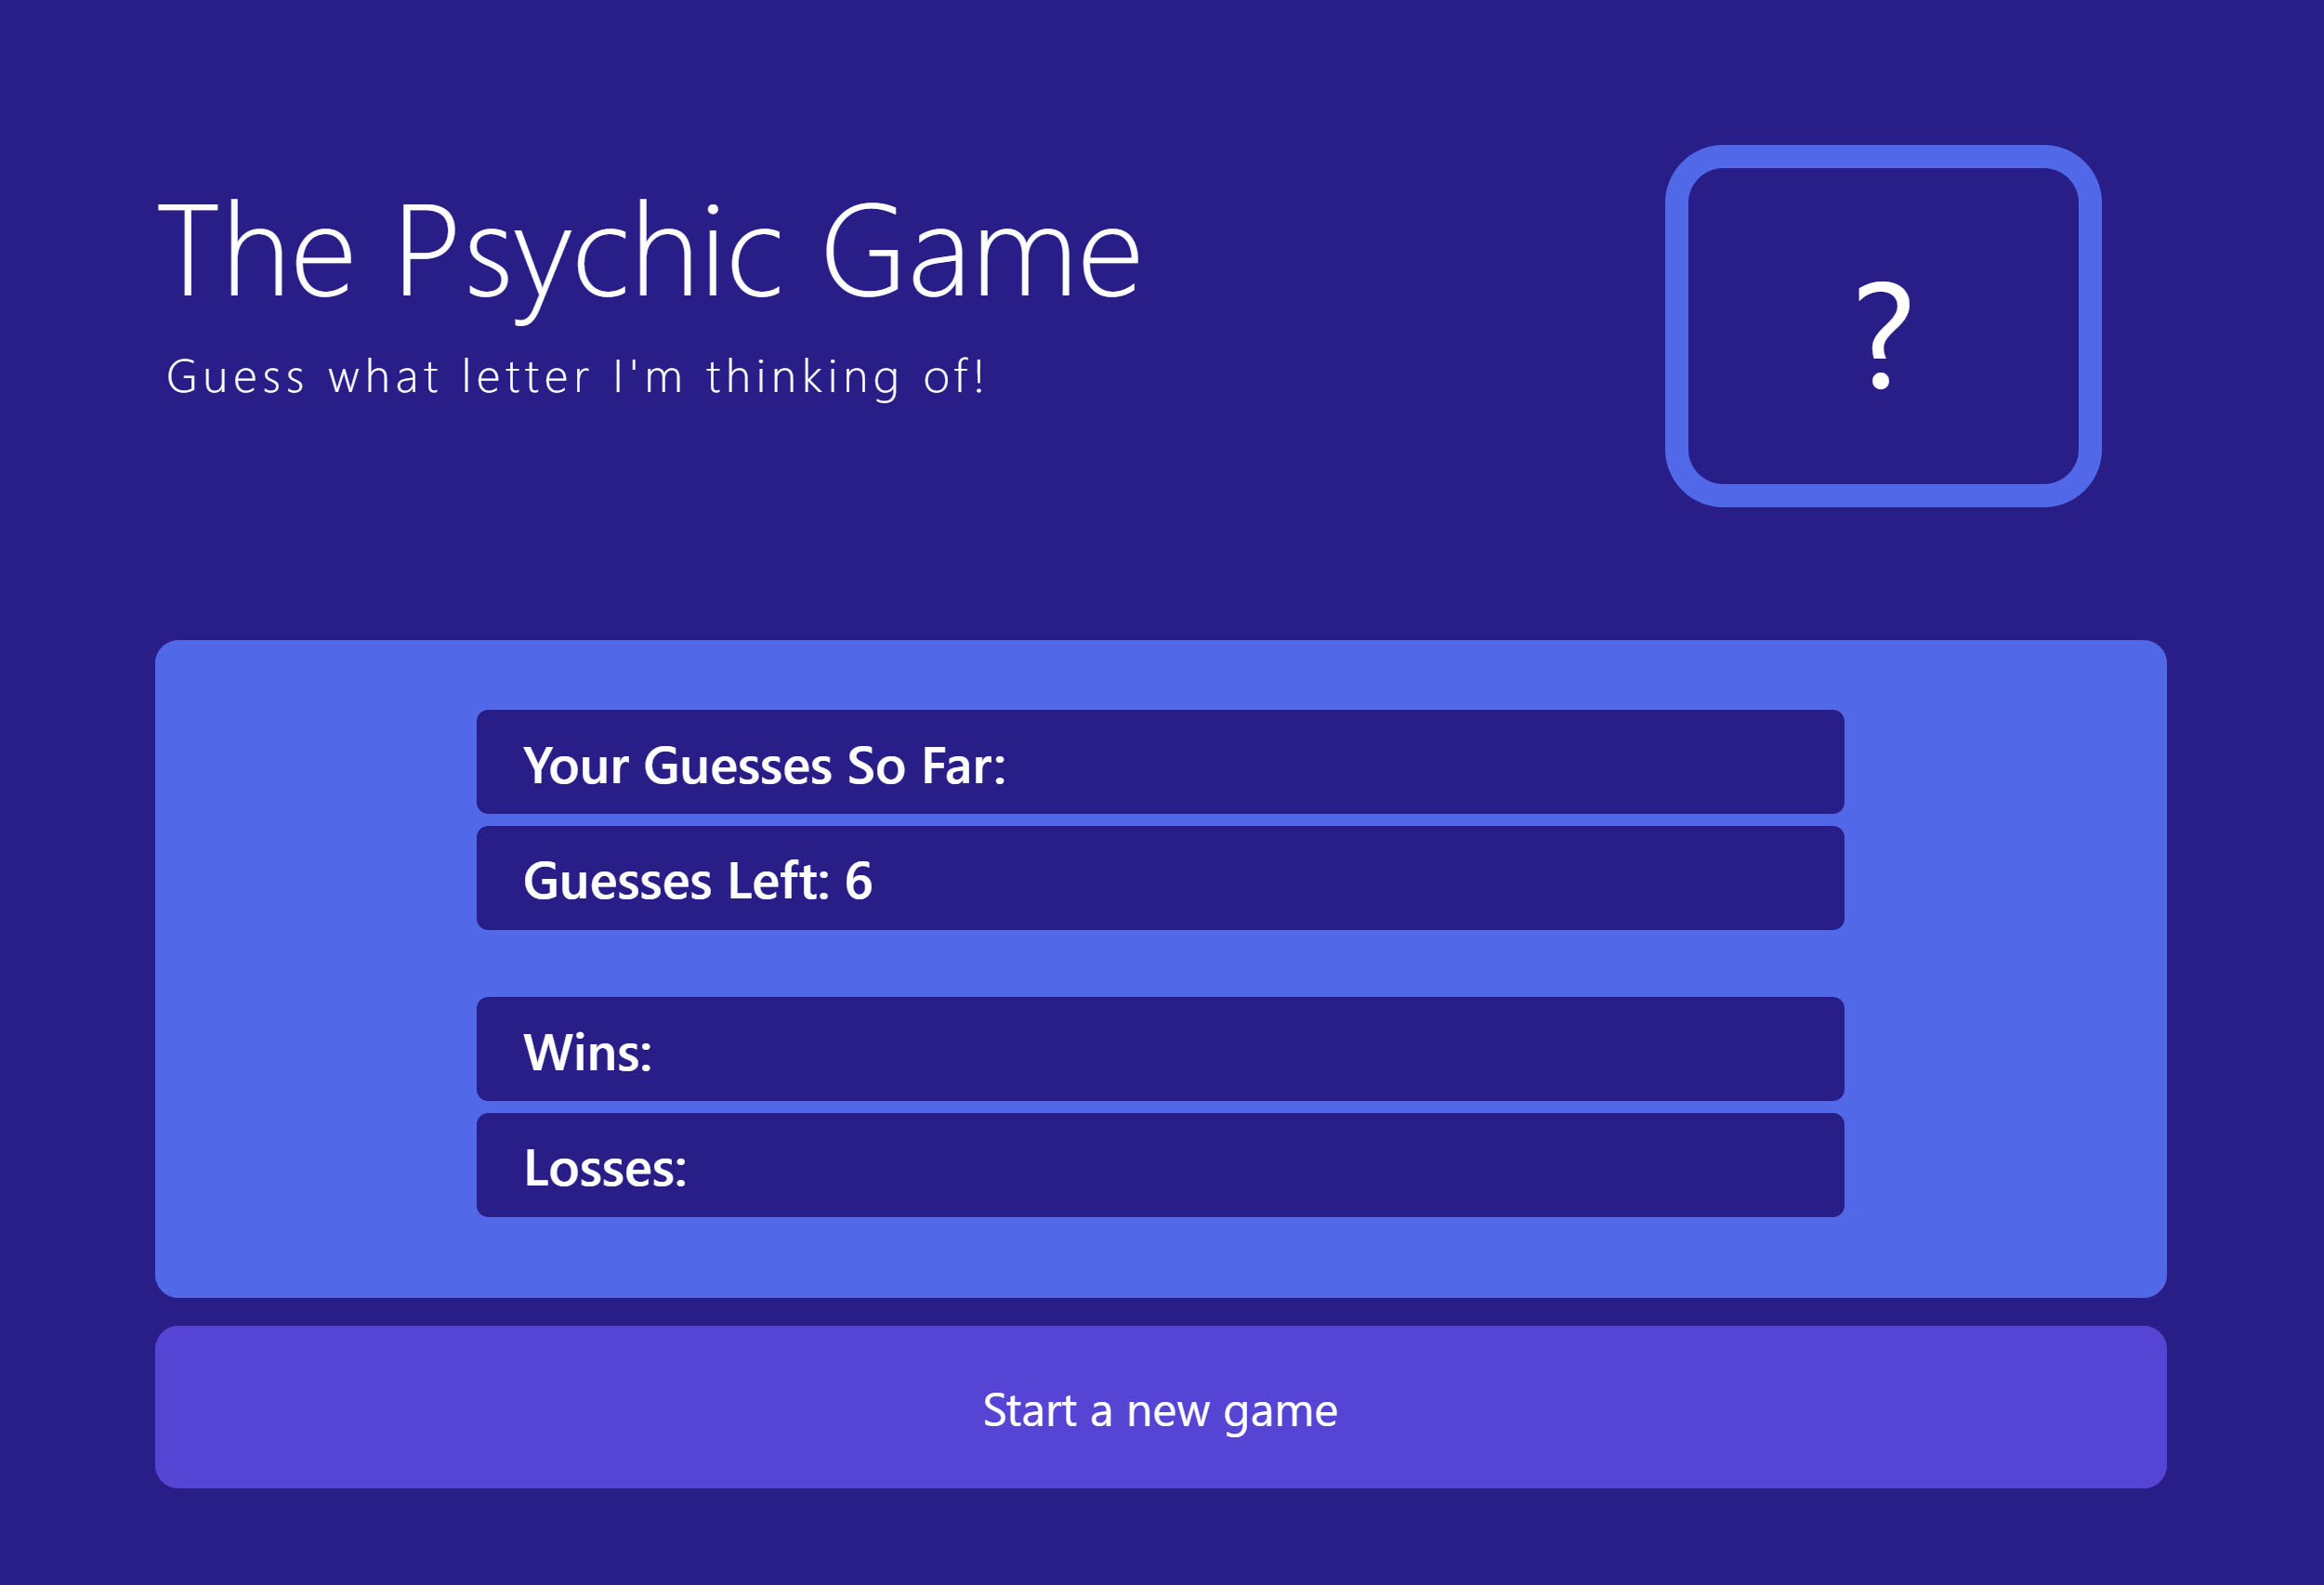 The Psychic Game
Guess what letter I'm thinking of!
?
Your Guesses So Far:
Guesses Left: 6
Wins:
Losses:
Start a new game